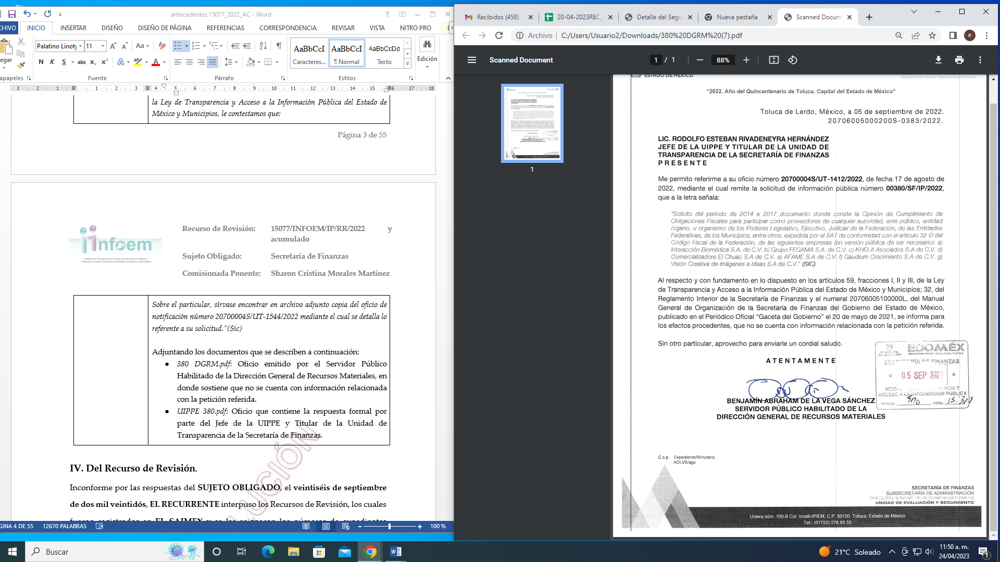 antecedentes 15077_2022_AC - Word
ARCHIVO
INICIO
INSERTAR
DISEÑO
DISEÑO DE PÁGINA
REFERENCIAS
CORRESPONDENCIA
REVISAR
VISTA
NITRO PRO
Palatino Linoty
11
Fuente
Párrafo
AaBbCcI
Caracteres...
AaBbCcI
¶ Normal
AaBbCcDd
Texto
Estilos
Edición
la Ley de Transparencia y Acceso a la Información Pública del Estado de
México y Municipios, le contestamos que:
Página 3 de 55
infoem
Instituto de Transparencia, Acceso a la Información Pública y
Protección de Datos Personales del Estado de México y Municipios
Recurso de Revisión: 15077/INFOEM/IP/RR/2022 y
acumulado
Sujeto Obligado: Secretaría de Finanzas
Comisionada Ponente: Sharon Cristina Morales Martínez
Sobre el particular, sírvase encontrar en archivo adjunto copia del oficio de
notificación número 20700004S/UT-1544/2022 mediante el cual se detalla lo
referente a su solicitud.”(Sic)
Adjuntando los documentos que se describen a continuación:
● 380 DGRM.pdf: Oficio emitido por el Servidor Público
Habilitado de la Dirección General de Recursos Materiales, en
donde sostiene que no se cuenta con información relacionada
con la petición referida.
● UIPPE 380.pdf: Oficio que contiene la respuesta formal por
parte del Jefe de la UIPPE y Titular de la Unidad de
Transparencia de la Secretaría de Finanzas.
IV. Del Recurso de Revisión.
Inconforme por las respuestas del SUJETO OBLIGADO, el veintiséis de septiembre
de dos mil veintidós, EL RECURRENTE interpuso los Recursos de Revisión, los cuales
PÁGINA 4 DE 55
12670 PALABRAS
100 %
Recibidos (458) -
20-04-2023REC_
Detalle del Segu
Nueva pestaña
Scanned Docum
Archivo
C:/Users/Usuario2/Downloads/380%20DGRM%20(7).pdf
Scanned Document
1 / 1
88%
1
ESTADO DE MÉXICO
“2022. Año del Quincentenario de Toluca, Capital del Estado de México”
Toluca de Lerdo, México, a 05 de septiembre de 2022.
20706005000200S-0383/2022.
LIC. RODOLFO ESTEBAN RIVADENEYRA HERNÁNDEZ
JEFE DE LA UIPPE Y TITULAR DE LA UNIDAD DE
TRANSPARENCIA DE LA SECRETARÍA DE FINANZAS
P R E S E N T E
Me permito referirme a su oficio número 20700004S/UT-1412/2022, de fecha 17 de agosto de
2022, mediante el cual remite la solicitud de información pública número 00380/SF/IP/2022,
que a la letra señala:
“Solicito del periodo de 2014 a 2017 documento donde conste la Opinión de Cumplimiento de
Obligaciones Fiscales para participar como proveedores de cualquier autoridad, ente público, entidad
órgano, u organismo de los Poderes Legislativo, Ejecutivo, Judicial de la Federación, de las Entidades
Federativas, de los Municipios, entre otros, expedida por el SAT de conformidad con el artículo 32-D del
Código Fiscal de la Federación, de las siguientes empresas (en versión pública de ser necesario): a)
Interacción Biomédica S.A. de C.V. b) Grupo FEGAMA S.A. de C.V. c) KHELA Asociados S.A de C.V. d)
Comercializadore El Chuac S.A de C.V. e) AFAME S.A de C.V. f) Gaudium Crecimiento S.A de C.V. g)
Visión Creativa de imágenes e Ideas S.A de C.V.” (SIC)
Al respecto y con fundamento en lo dispuesto en los artículos 59, fracciones I, II y III, de la Ley
de Transparencia y Acceso a la Información Pública del Estado de México y Municipios; 32, del
Reglamento Interior de la Secretaría de Finanzas y el numeral 20706005100000L, del Manual
General de Organización de la Secretaría de Finanzas del Gobierno del Estado de México,
publicado en el Periódico Oficial “Gaceta del Gobierno” el 20 de mayo de 2021, se informa para
los efectos procedentes, que no se cuenta con información relacionada con la petición referida.
Sin otro particular, aprovecho para enviarle un cordial saludo.
A T E N T A M E N T E
EDOMÉX
DECISIONES FIRMES, RESULTADOS FUERTES
SECRETARÍA DE FINANZAS
05 SEP 2022
ACCESO A LA INFORMACIÓN PÚBLICA
HORA
BENJAMÍN ABRAHAM DE LA VEGA SÁNCHEZ
SERVIDOR PÚBLICO HABILITADO DE LA
DIRECCIÓN GENERAL DE RECURSOS MATERIALES
C.c.p. Expediente/Minutario.
ADLVS/agc
SECRETARÍA DE FINANZAS
SUBSECRETARÍA DE ADMINISTRACIÓN
DIRECCIÓN GENERAL DE RECURSOS MATERIALES
UNIDAD DE EVALUACIÓN Y SEGUIMIENTO
Urawa núm. 100-B Col. Izcalli-IPIEM, C.P. 50150. Toluca, Estado de México.
Tel.: (01722) 276 85 55.
Buscar
21°C Soleado
11:50 a. m.
24/04/2023